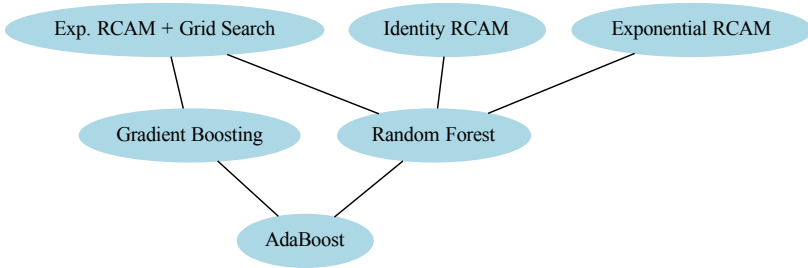 Exp. RCAM + Grid Search
Identity RCAM
Exponential RCAM
Gradient Boosting
Random Forest
AdaBoost